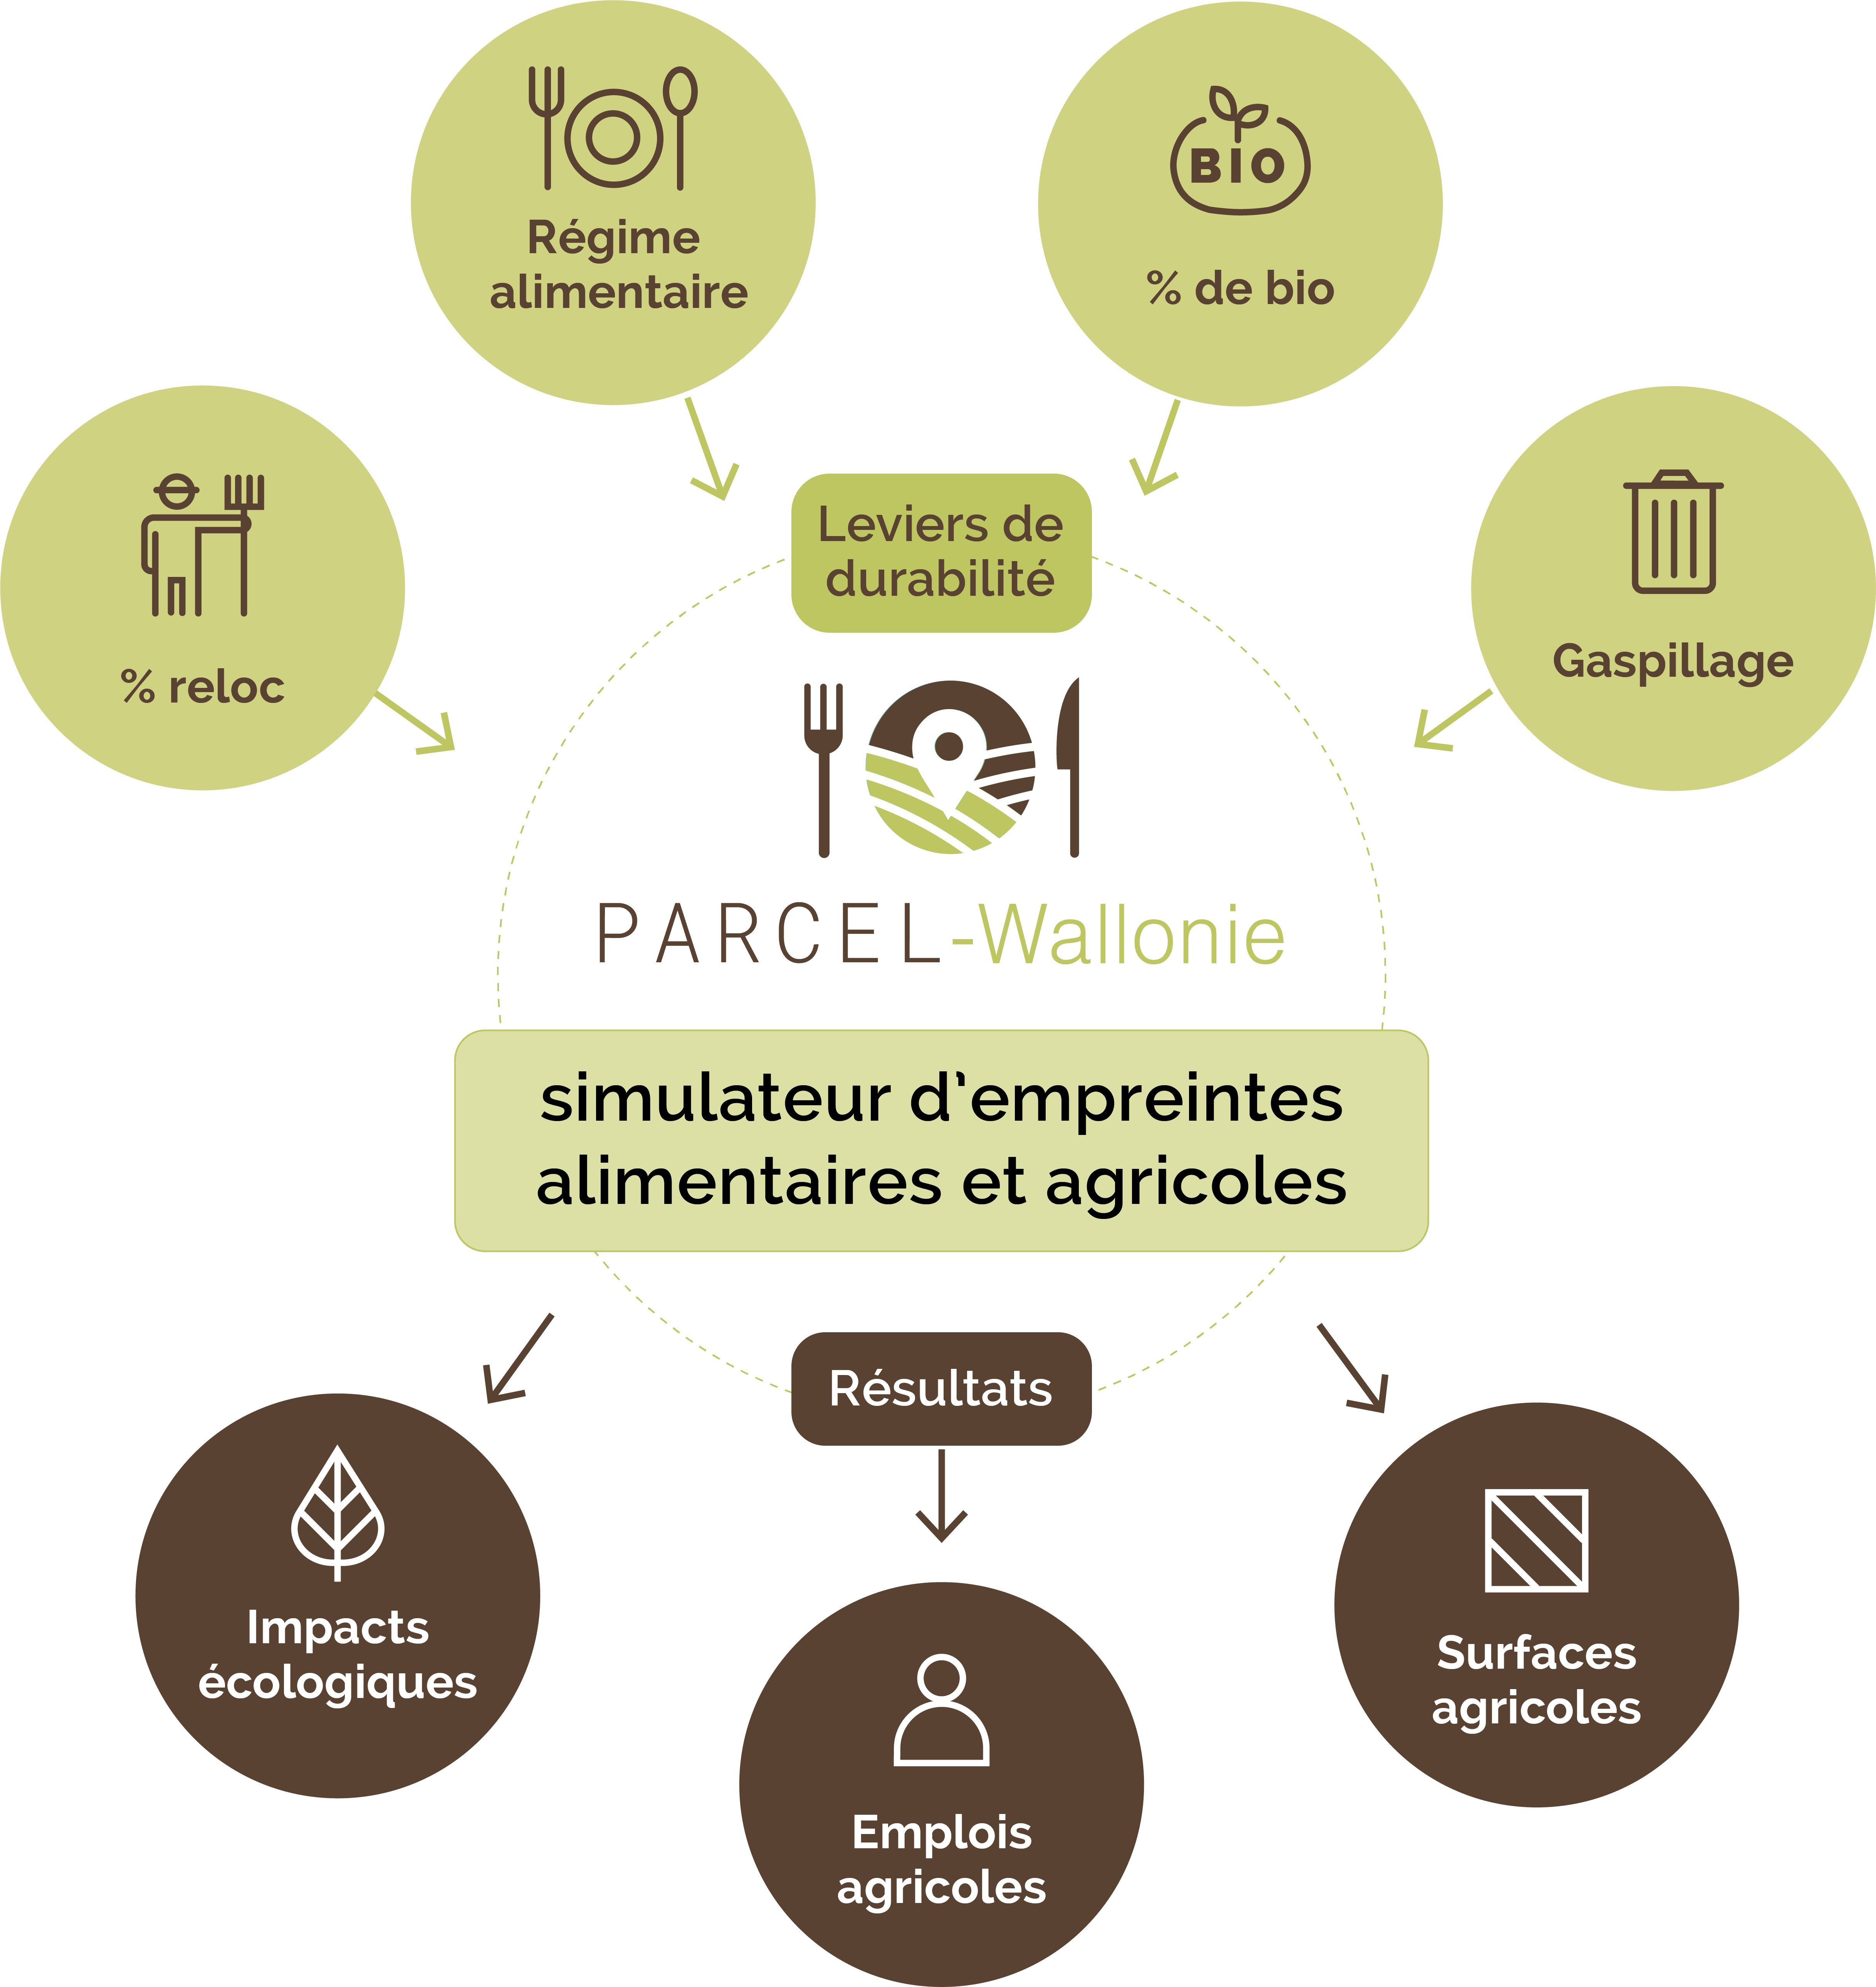 Régime
alimentaire
BIO
% de bio
% reloc
Gaspillage
Leviers de
durabilité
PARCEL-Wallonie
simulateur d'empreintes
alimentaires et agricoles
Résultats
Impacts
écologiques
Emplois
agricoles
Surfaces
agricoles